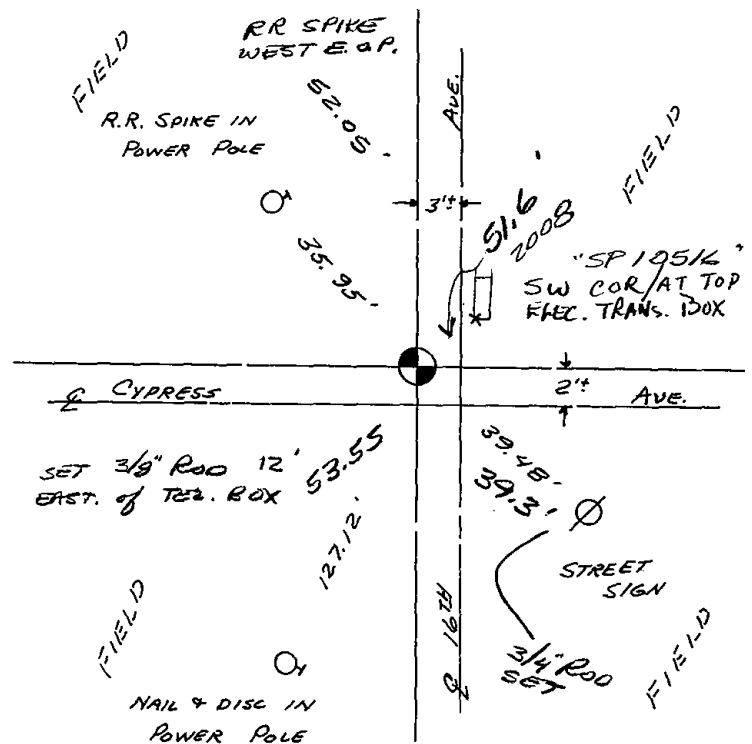 RR SPIKE
WEST E.O.P.
52.05'
FIELD
R.R. SPIKE IN
POWER POLE
35.95'
AVE.
3'±
51.6'
2008
FIELD
"SP 10516"
SW COR/AT TOP
ELEC. TRANS. BOX
℄ CYPRESS
2'±
AVE.
SET 3/8" ROD 12'
EAST. of TEL. BOX
53.55
127.12'
39.48'
39.3'
STREET
SIGN
3/4" ROD
SET
℄ 16TH
FIELD
FIELD
NAIL & DISC IN
POWER POLE